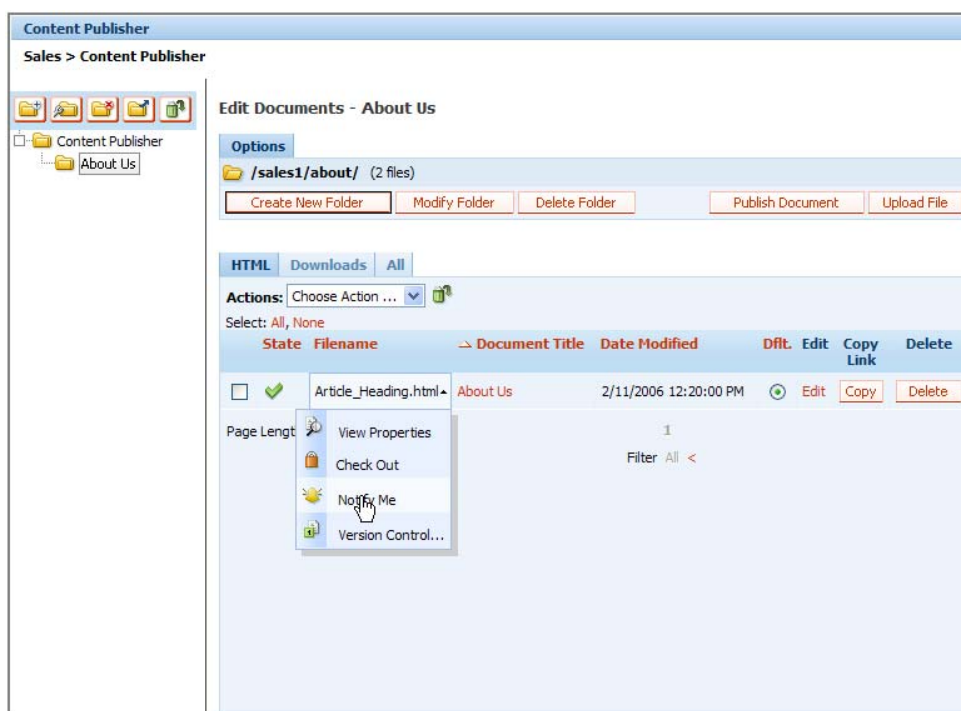 Content Publisher
Sales > Content Publisher
Content Publisher
About Us
Edit Documents - About Us
Options
/sales1/about/ (2 files)
Create New Folder Modify Folder Delete Folder Publish Document Upload File
HTML Downloads All
Actions: Choose Action ...
Select: All, None
State Filename Document Title Date Modified Dflt. Edit Copy Link Delete
Article_Heading.html About Us 2/11/2006 12:20:00 PM Edit Copy Delete
Page Lengt 1
View Properties
Filter All <
Check Out
Notify Me
Version Control...